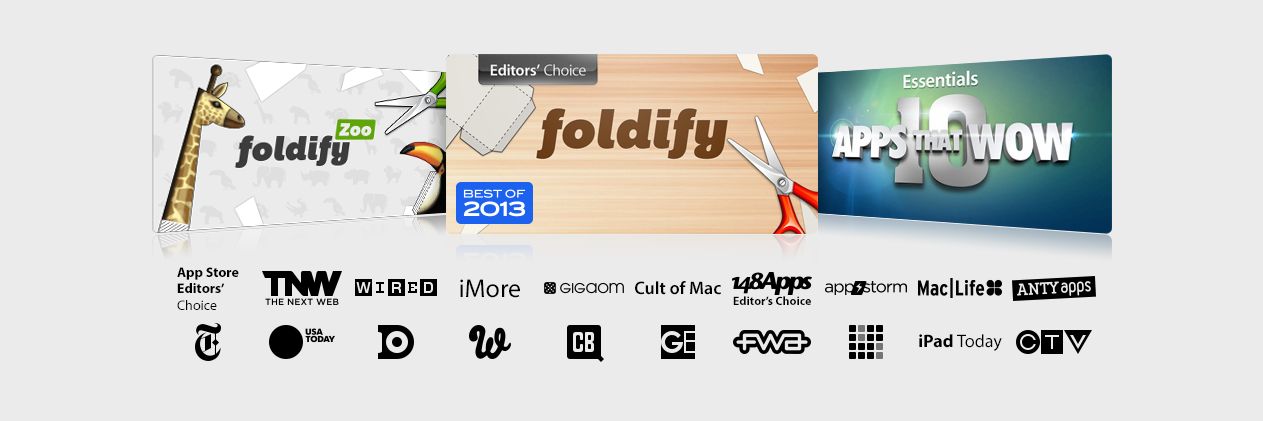 Editors' Choice
foldify
Zoo
foldify
BEST OF
2013
Essentials
10
APPS THAT WOW
App Store
Editors'
Choice
TNW
THE NEXT WEB
WIRED
iMore
GIGAOM
Cult of Mac
148Apps
Editor's Choice
appstorm
Mac|Life
ANTYapps
T
USA
TODAY
D
W
CB
GE
FWA
iPad Today
CTV